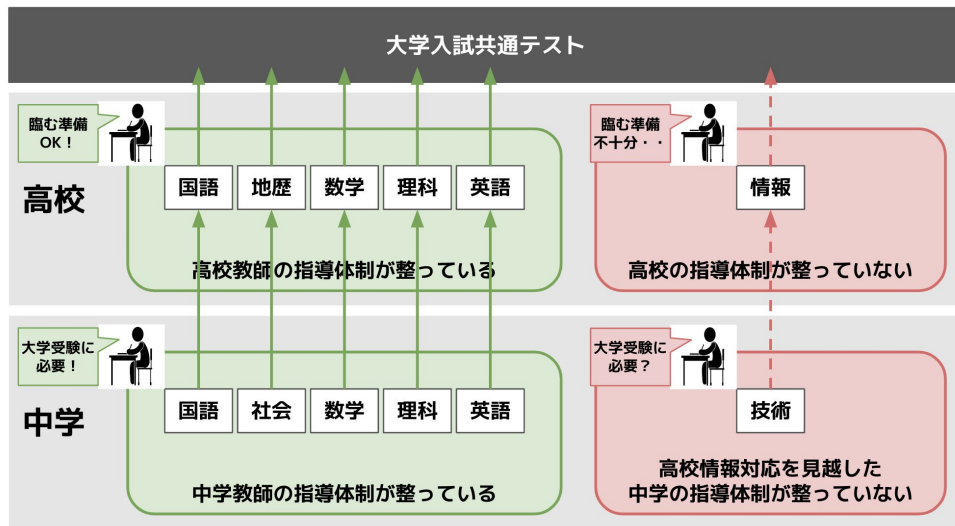 大学入試共通テスト
臨む準備
OK！
臨む準備
不十分・・
高校
国語
地歴
数学
理科
英語
情報
高校教師の指導体制が整っている
高校の指導体制が整っていない
大学受験に
必要！
大学受験に
必要？
中学
国語
社会
数学
理科
英語
技術
中学教師の指導体制が整っている
高校情報対応を見越した
中学の指導体制が整っていない